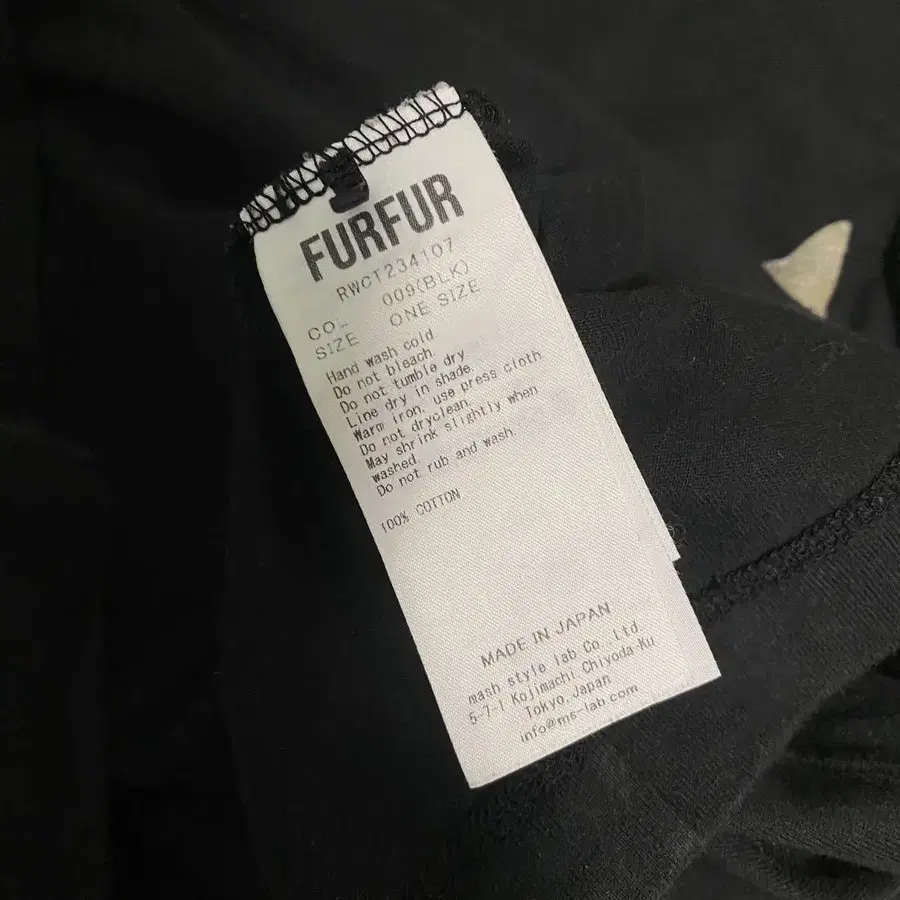 FURFUR
RWCT234107
COL 009(BLK)
SIZE ONE SIZE
Hand wash cold
Do not bleach.
Do not tumble dry
Line dry in shade.
Warm iron. use press cloth
Do not dryclean.
May shrink slightly when
washed.
Do not rub and wash.
100% COTTON
MADE IN JAPAN
mash style lab Co., Ltd.
5-7-1 Kojimachi Chiyoda-Ku
Tokyo, Japan
info@ms-lab.com